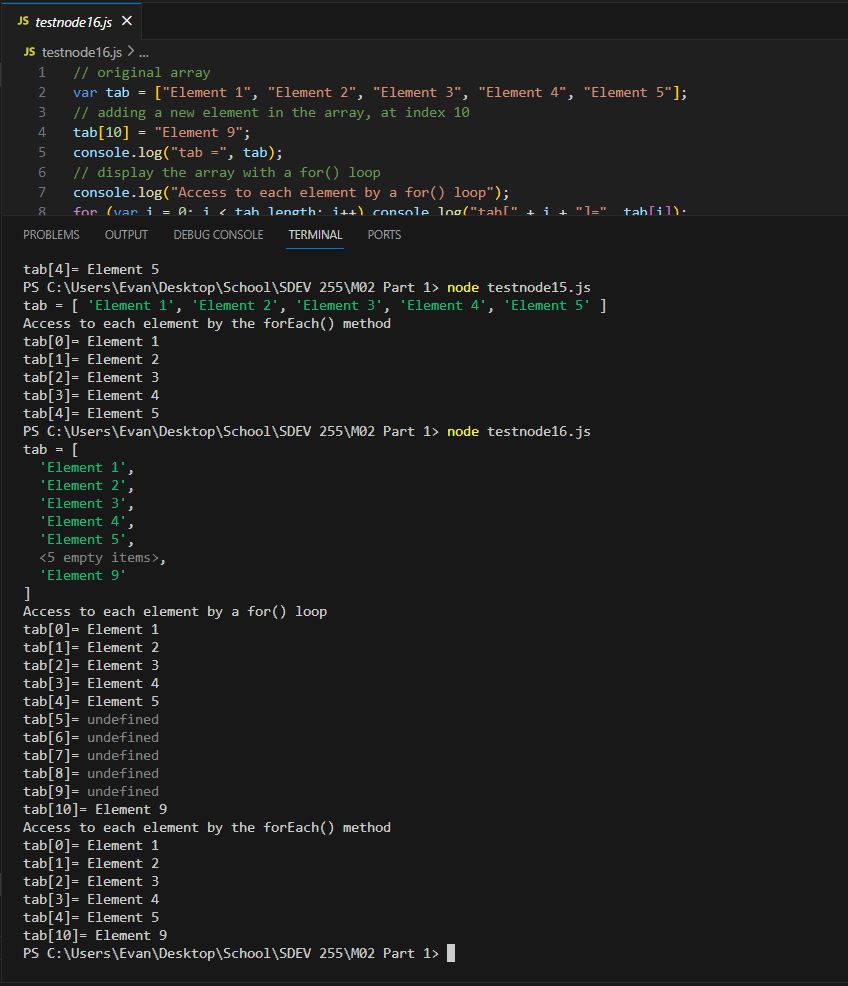 JS testnode16.js ×
JS testnode16.js > ...
1 // original array
2 var tab = ["Element 1", "Element 2", "Element 3", "Element 4", "Element 5"];
3 // adding a new element in the array, at index 10
4 tab[10] = "Element 9";
5 console.log("tab =", tab);
6 // display the array with a for() loop
7 console.log("Access to each element by a for() loop");
8 for (var i = 0; i < tab.length; i++) console.log("tab[" + i + "]=", tab[i]);
PROBLEMS OUTPUT DEBUG CONSOLE TERMINAL PORTS
tab[4]= Element 5
PS C:\Users\Evan\Desktop\School\SDEV 255\M02 Part 1> node testnode15.js
tab = [ 'Element 1', 'Element 2', 'Element 3', 'Element 4', 'Element 5' ]
Access to each element by the forEach() method
tab[0]= Element 1
tab[1]= Element 2
tab[2]= Element 3
tab[3]= Element 4
tab[4]= Element 5
PS C:\Users\Evan\Desktop\School\SDEV 255\M02 Part 1> node testnode16.js
tab = [
'Element 1',
'Element 2',
'Element 3',
'Element 4',
'Element 5',
<5 empty items>,
'Element 9'
]
Access to each element by a for() loop
tab[0]= Element 1
tab[1]= Element 2
tab[2]= Element 3
tab[3]= Element 4
tab[4]= Element 5
tab[5]= undefined
tab[6]= undefined
tab[7]= undefined
tab[8]= undefined
tab[9]= undefined
tab[10]= Element 9
Access to each element by the forEach() method
tab[0]= Element 1
tab[1]= Element 2
tab[2]= Element 3
tab[3]= Element 4
tab[4]= Element 5
tab[10]= Element 9
PS C:\Users\Evan\Desktop\School\SDEV 255\M02 Part 1>